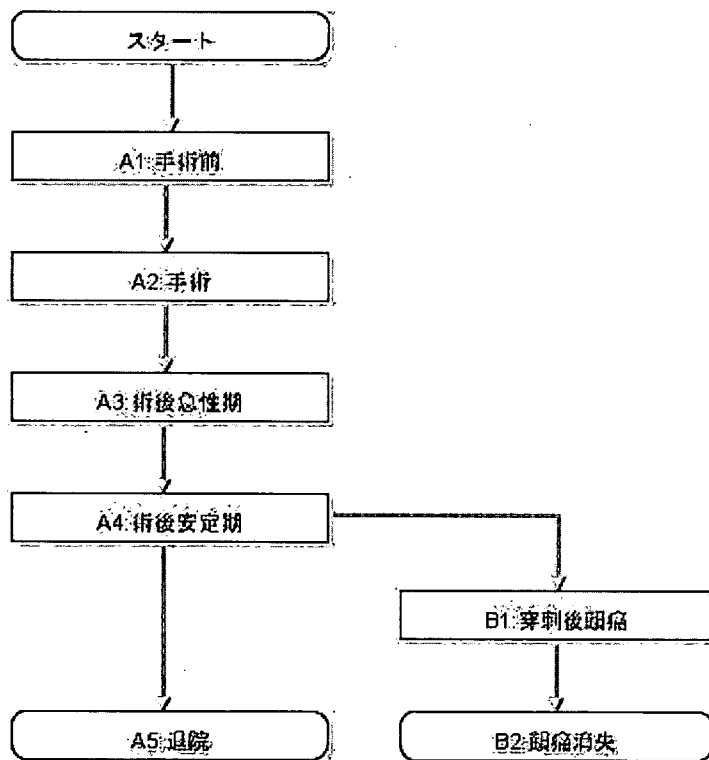 スタート
A1:手術前
A2:手術
A3:術後急性期
A4:術後安定期
B1:穿刺後頭痛
A5:退院
B2:頭痛消失